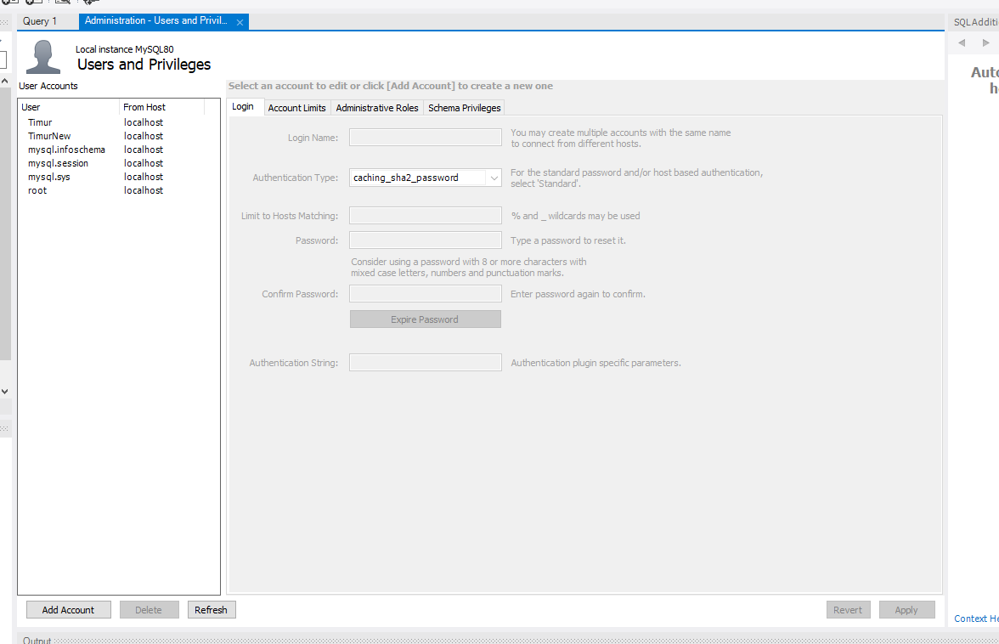 Query 1
Administration - Users and Privil...
SQL Additi
Local instance MySQL80
Users and Privileges
User Accounts
Select an account to edit or click [Add Account] to create a new one
User From Host
Timur localhost
TimurNew localhost
mysql.infoschema localhost
mysql.session localhost
mysql.sys localhost
root localhost
Login Account Limits Administrative Roles Schema Privileges
Login Name:
You may create multiple accounts with the same name
to connect from different hosts.
Authentication Type: caching_sha2_password
For the standard password and/or host based authentication,
select 'Standard'.
Limit to Hosts Matching: % and _ wildcards may be used
Password: Type a password to reset it.
Consider using a password with 8 or more characters with
mixed case letters, numbers and punctuation marks.
Confirm Password: Enter password again to confirm.
Expire Password
Authentication String: Authentication plugin specific parameters.
Add Account Delete Refresh Revert Apply
Auto
h
Context He
Output